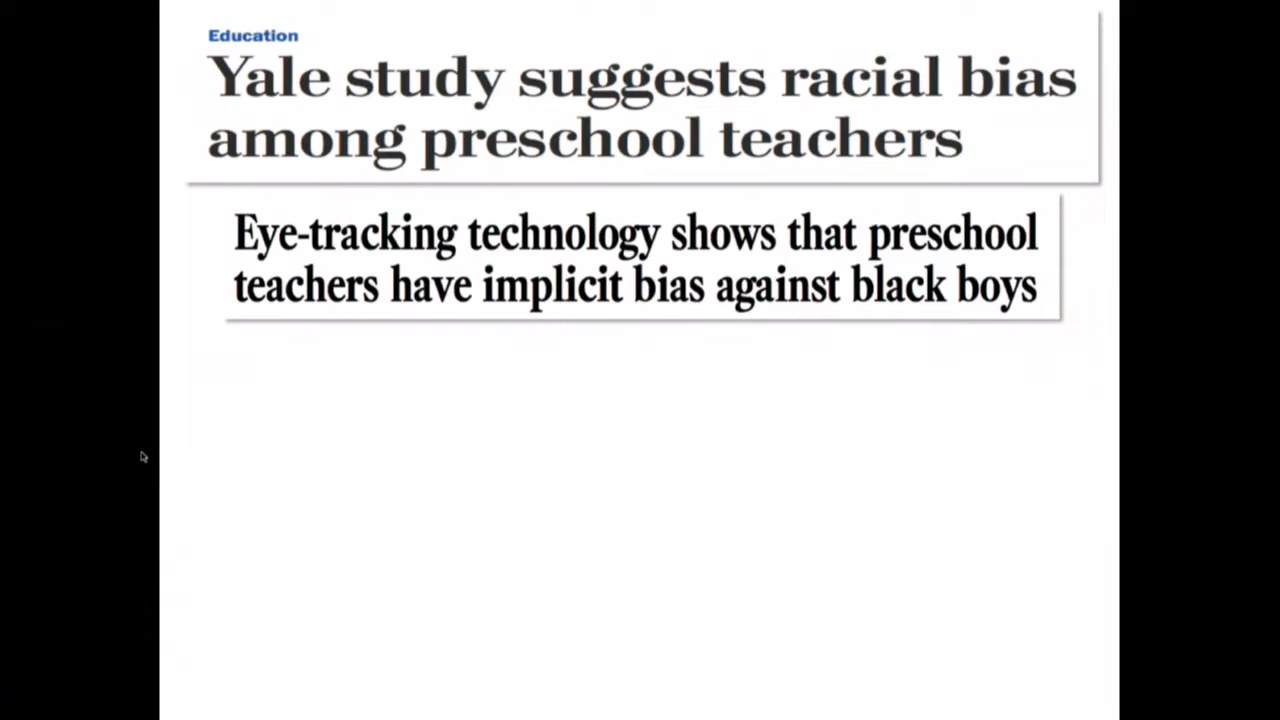 Education
Yale study suggests racial bias
among preschool teachers
Eye-tracking technology shows that preschool
teachers have implicit bias against black boys